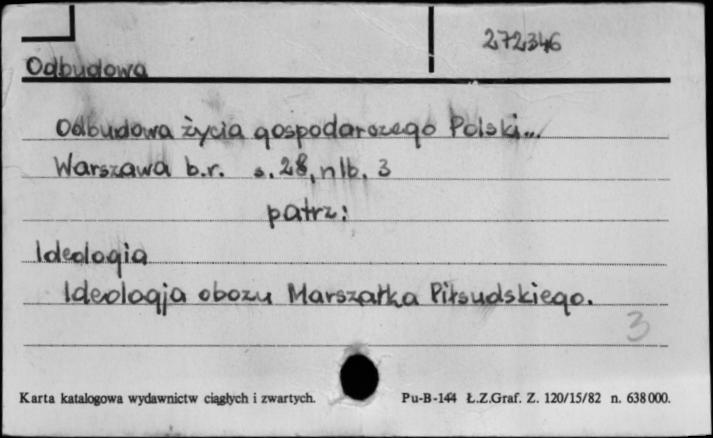 272346
Odbudowa
Odbudowa życia gospodarczego Polski...
Warszawa b.r. s. 28, nlb. 3
patrz:
Ideologia
Ideologja obozu Marszałka Piłsudskiego.
3
Karta katalogowa wydawnictw ciągłych i zwartych. Pu-B-144 Ł.Z.Graf. Z. 120/15/82 n. 638000.